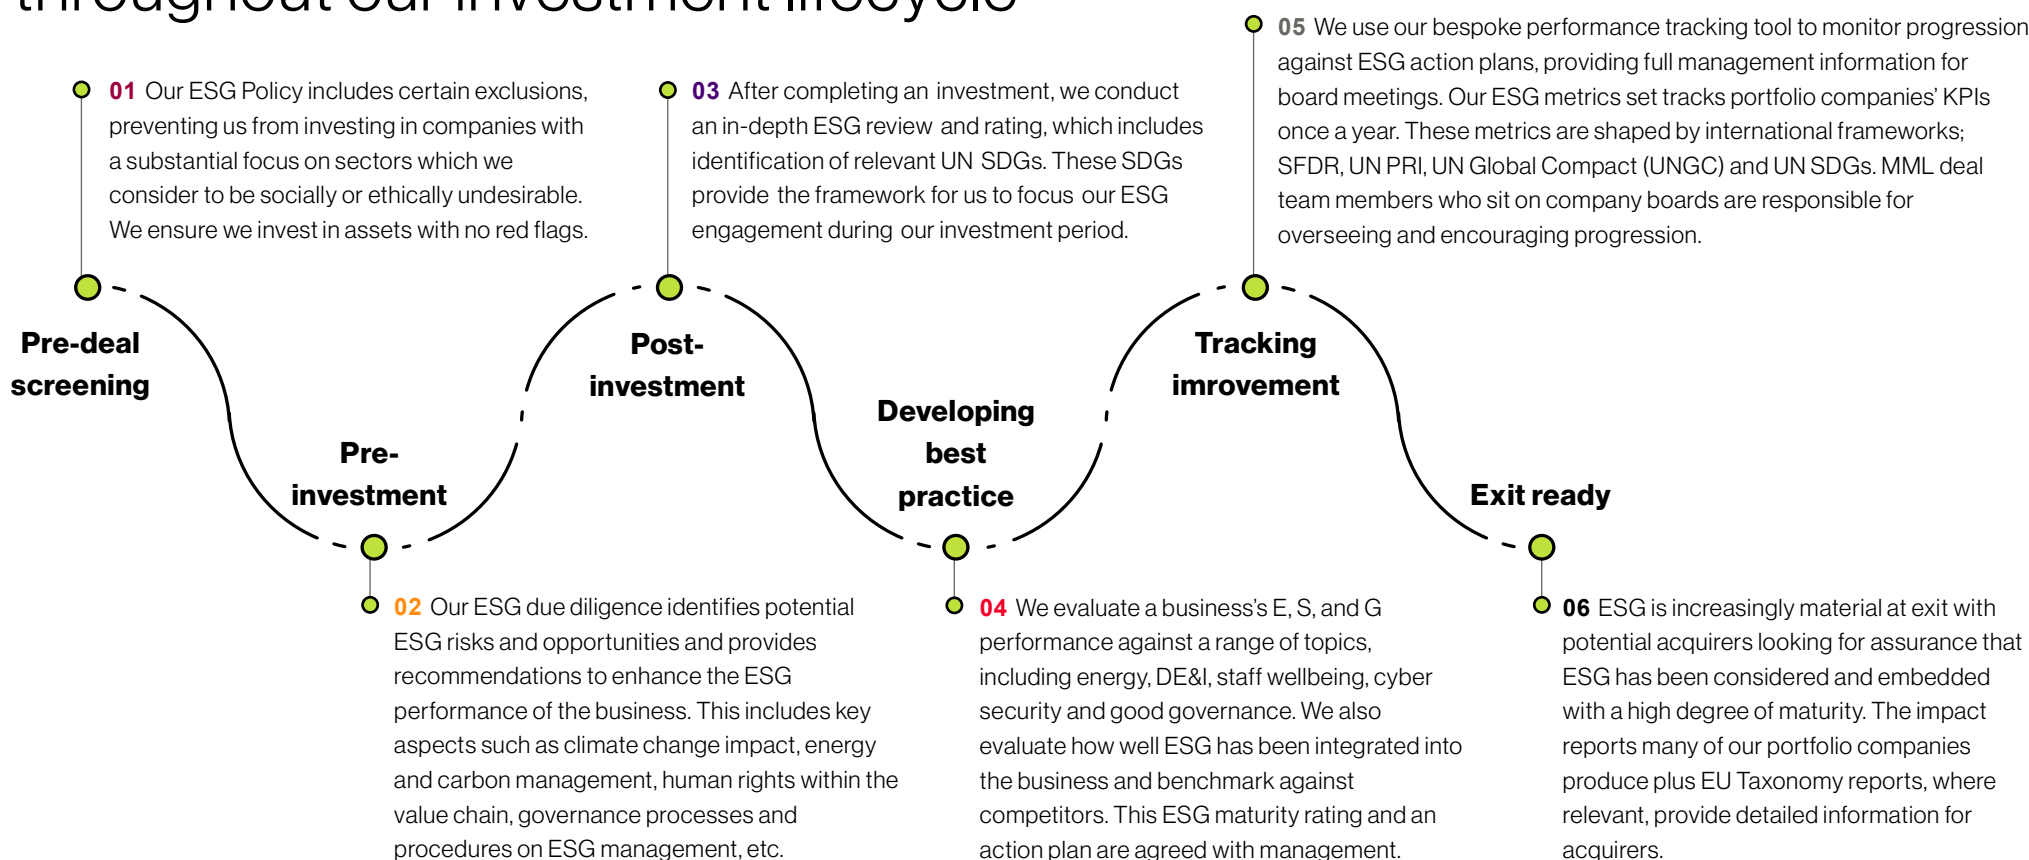 throughout our investment lifecycle
01 Our ESG Policy includes certain exclusions,
preventing us from investing in companies with
a substantial focus on sectors which we
consider to be socially or ethically undesirable.
We ensure we invest in assets with no red flags.
Pre-deal
screening
02 Our ESG due diligence identifies potential
ESG risks and opportunities and provides
recommendations to enhance the ESG
performance of the business. This includes key
aspects such as climate change impact, energy
and carbon management, human rights within the
value chain, governance processes and
procedures on ESG management, etc.
Pre-
investment
03 After completing an investment, we conduct
an in-depth ESG review and rating, which includes
identification of relevant UN SDGs. These SDGs
provide the framework for us to focus our ESG
engagement during our investment period.
Post-
investment
04 We evaluate a business's E, S, and G
performance against a range of topics,
including energy, DE&I, staff wellbeing, cyber
security and good governance. We also
evaluate how well ESG has been integrated into
the business and benchmark against
competitors. This ESG maturity rating and an
action plan are agreed with management.
Developing
best
practice
05 We use our bespoke performance tracking tool to monitor progression
against ESG action plans, providing full management information for
board meetings. Our ESG metrics set tracks portfolio companies' KPIs
once a year. These metrics are shaped by international frameworks;
SFDR, UN PRI, UN Global Compact (UNGC) and UN SDGs. MML deal
team members who sit on company boards are responsible for
overseeing and encouraging progression.
Tracking
imrovement
06 ESG is increasingly material at exit with
potential acquirers looking for assurance that
ESG has been considered and embedded
with a high degree of maturity. The impact
reports many of our portfolio companies
produce plus EU Taxonomy reports, where
relevant, provide detailed information for
acquirers.
Exit ready